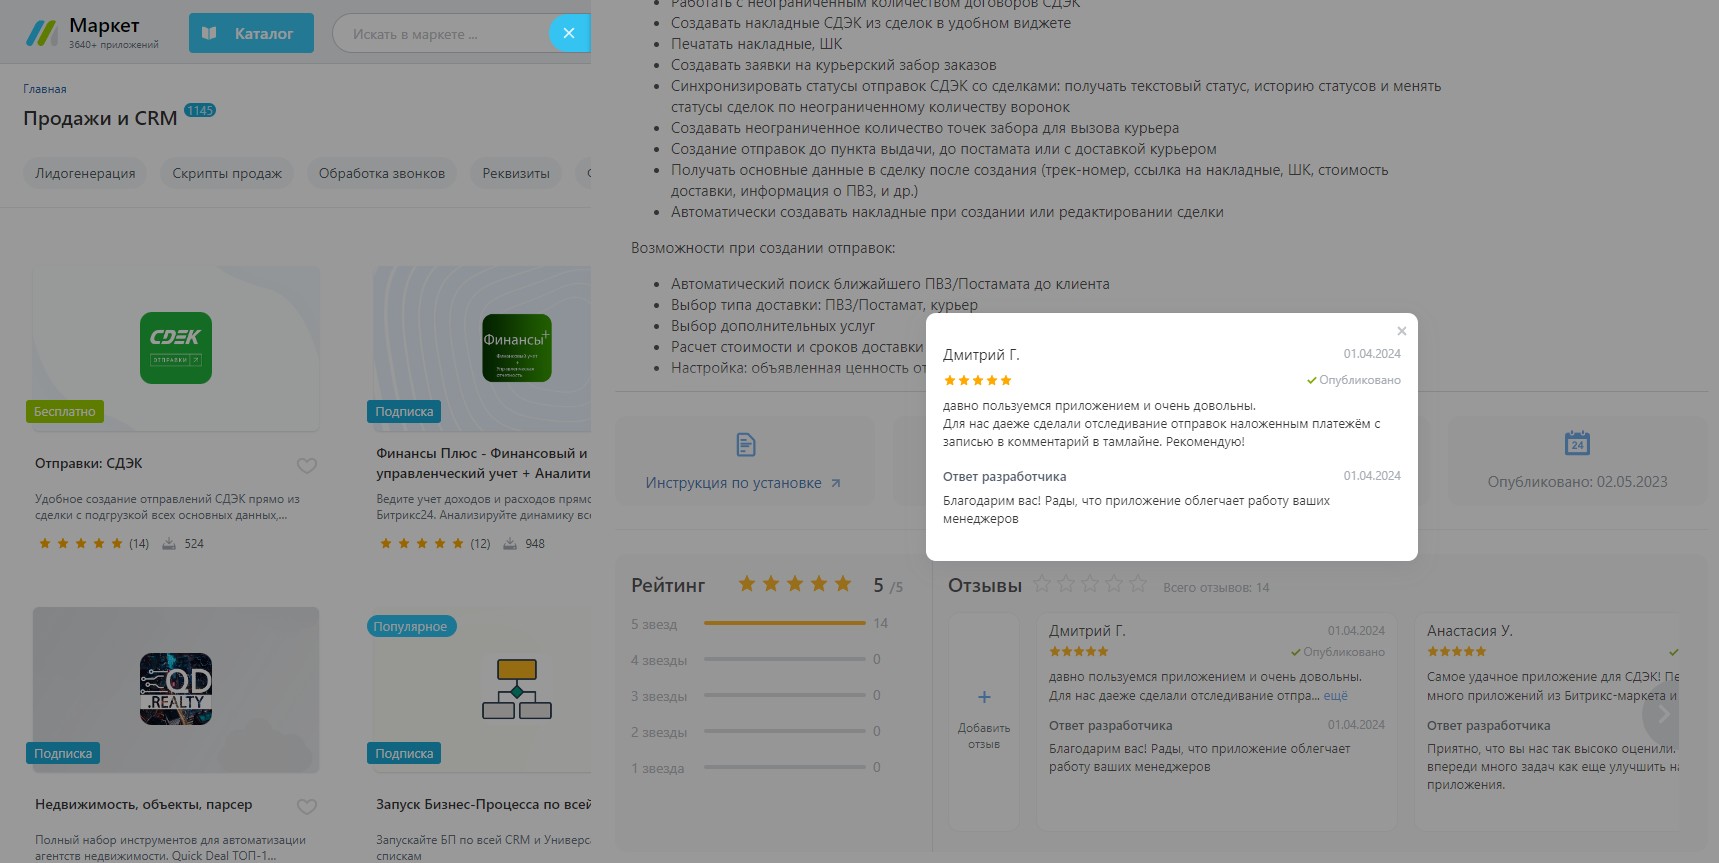 Маркет
3640+ приложений
Каталог
Искать в маркете ...
Главная
Продажи и CRM 1145
Лидогенерация
Скрипты продаж
Обработка звонков
Реквизиты
CDEK
ОТПРАВКИ
Бесплатно
Отправки: СДЭК
Удобное создание отправлений СДЭК прямо из
сделки с подгрузкой всех основных данных,...
(14) 524
Финансы+
Финансовый учет
+
Управленческая
отчетность
Подписка
Финансы Плюс - Финансовый и
управленческий учет + Аналити
Ведите учет доходов и расходов прямо
Битрикс24. Анализируйте динамику все
(12) 948
QD
.REALTY
Подписка
Недвижимость, объекты, парсер
Полный набор инструментов для автоматизации
агентств недвижимости. Quick Deal ТОП-1...
Популярное
Подписка
Запуск Бизнес-Процесса по всей
Запускайте БП по всей CRM и Универс
спискам
Работать с неограниченным количеством договоров СДЭК
Создавать накладные СДЭК из сделок в удобном виджете
Печатать накладные, ШК
Создавать заявки на курьерский забор заказов
Синхронизировать статусы отправок СДЭК со сделками: получать текстовый статус, историю статусов и менять
статусы сделок по неограниченному количеству воронок
Создавать неограниченное количество точек забора для вызова курьера
Создание отправок до пункта выдачи, до постамата или с доставкой курьером
Получать основные данные в сделку после создания (трек-номер, ссылка на накладные, ШК, стоимость
доставки, информация о ПВЗ, и др.)
Автоматически создавать накладные при создании или редактировании сделки
Возможности при создании отправок:
Автоматический поиск ближайшего ПВЗ/Постамата до клиента
Выбор типа доставки: ПВЗ/Постамат, курьер
Выбор дополнительных услуг
Расчет стоимости и сроков доставки
Настройка: объявленная ценность от
Дмитрий Г. 01.04.2024
Опубликовано
давно пользуемся приложением и очень довольны.
Для нас даеже сделали отследивание отправок наложенным платежём с
записью в комментарий в тамлайне. Рекомендую!
Ответ разработчика 01.04.2024
Благодарим вас! Рады, что приложение облегчает работу ваших
менеджеров
Инструкция по установке
24
Опубликовано: 02.05.2023
Рейтинг 5 /5
5 звезд 14
4 звезды 0
3 звезды 0
2 звезды 0
1 звезда 0
Отзывы Всего отзывов: 14
+
Добавить
отзыв
Дмитрий Г. 01.04.2024
Опубликовано
давно пользуемся приложением и очень довольны.
Для нас даеже сделали отследивание отпра... ещё
Ответ разработчика 01.04.2024
Благодарим вас! Рады, что приложение облегчает
работу ваших менеджеров
Анастасия У.
Самое удачное приложение для СДЭК! Пе
много приложений из Битрикс-маркета и
Ответ разработчика
Приятно, что вы нас так высоко оценили.
впереди много задач как еще улучшить на
приложения.